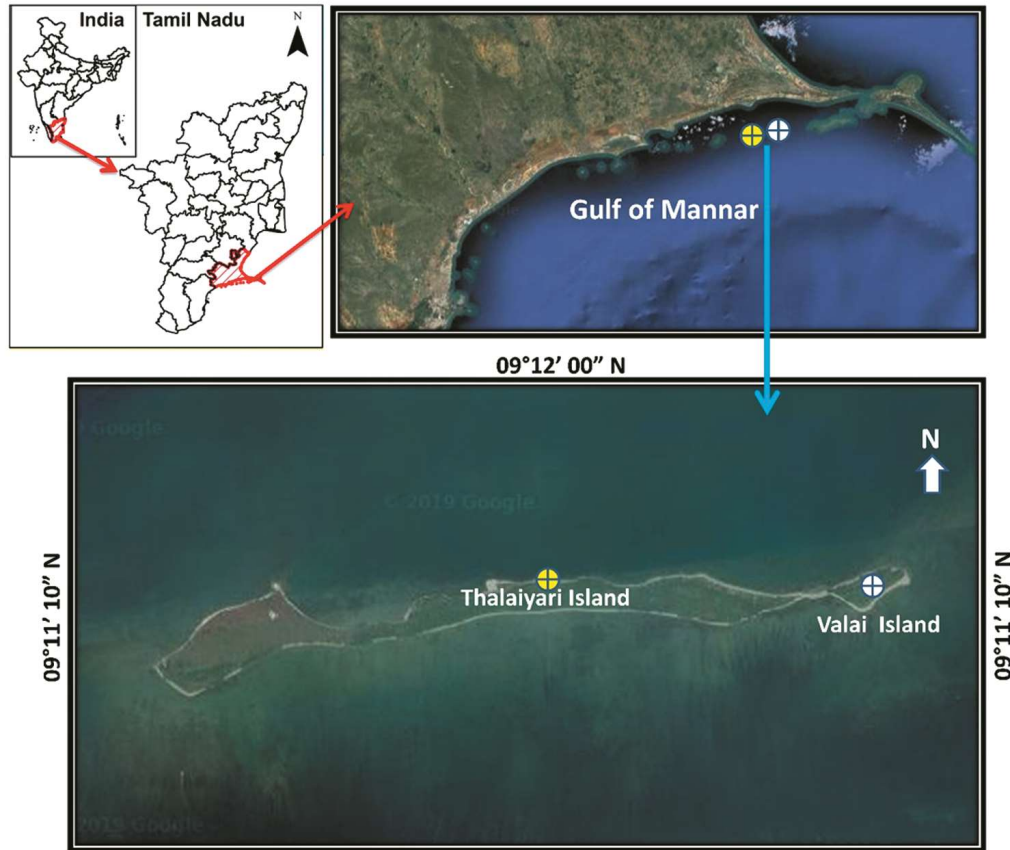 India
Tamil Nadu
N
Gulf of Mannar
09°12′ 00″ N
Google
N
© 2019 Google
09°11′ 10″ N
Thalaiyari Island
Valai Island
09°11′ 10″ N
2019 Google